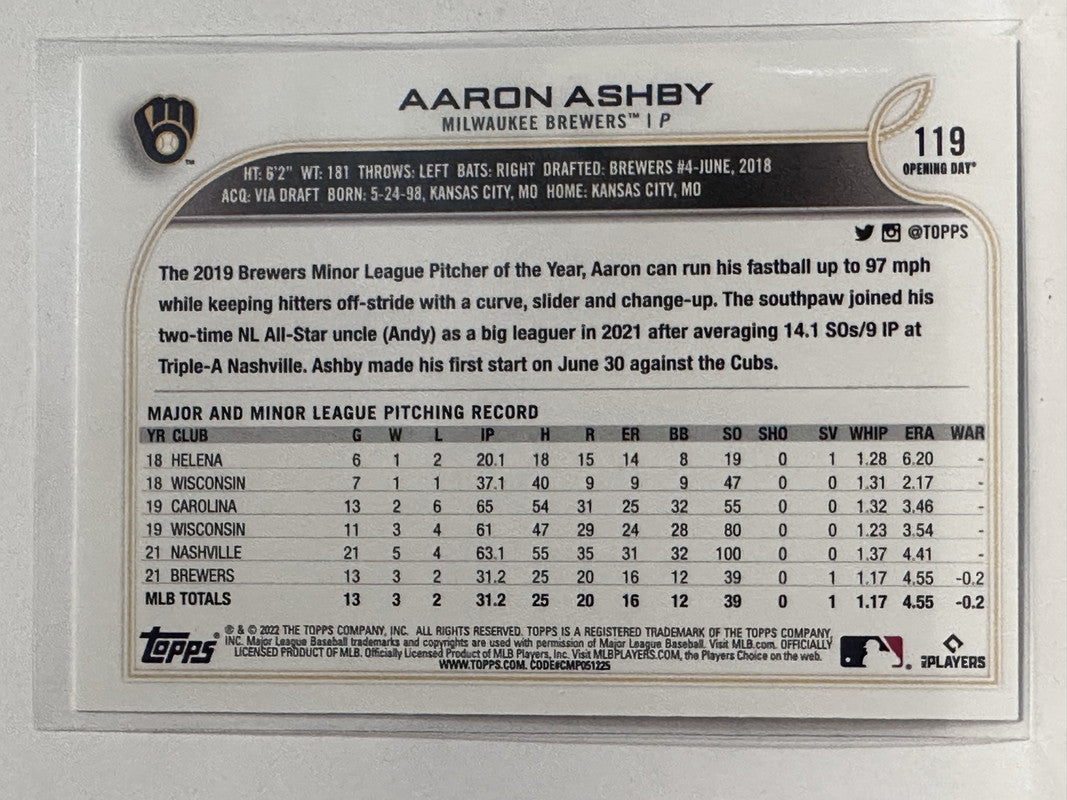 AARON ASHBY
MILWAUKEE BREWERS™ | P
119
OPENING DAY®
HT: 6'2" WT: 181 THROWS: LEFT BATS: RIGHT DRAFTED: BREWERS #4-JUNE, 2018
ACQ: VIA DRAFT BORN: 5-24-98, KANSAS CITY, MO HOME: KANSAS CITY, MO
@TOPPS
The 2019 Brewers Minor League Pitcher of the Year, Aaron can run his fastball up to 97 mph
while keeping hitters off-stride with a curve, slider and change-up. The southpaw joined his
two-time NL All-Star uncle (Andy) as a big leaguer in 2021 after averaging 14.1 SOs/9 IP at
Triple-A Nashville. Ashby made his first start on June 30 against the Cubs.
MAJOR AND MINOR LEAGUE PITCHING RECORD
YR CLUB G W L IP H R ER BB SO SHO SV WHIP ERA WAR
18 HELENA 6 1 2 20.1 18 15 14 8 19 0 1 1.28 6.20 -
18 WISCONSIN 7 1 1 37.1 40 9 9 9 47 0 0 1.31 2.17 -
19 CAROLINA 13 2 6 65 54 31 25 32 55 0 0 1.32 3.46 -
19 WISCONSIN 11 3 4 61 47 29 24 28 80 0 0 1.23 3.54 -
21 NASHVILLE 21 5 4 63.1 55 35 31 32 100 0 0 1.37 4.41 -
21 BREWERS 13 3 2 31.2 25 20 16 12 39 0 1 1.17 4.55 -0.2
MLB TOTALS 13 3 2 31.2 25 20 16 12 39 0 1 1.17 4.55 -0.2
topps®
® & © 2022 THE TOPPS COMPANY, INC. ALL RIGHTS RESERVED. TOPPS IS A REGISTERED TRADEMARK OF THE TOPPS COMPANY,
INC. Major League Baseball trademarks and copyrights are used with permission of Major League Baseball. Visit MLB.com. OFFICIALLY
LICENSED PRODUCT OF MLB. Officially Licensed Product of MLB Players, Inc. Visit MLBPLAYERS.COM, the Players Choice on the web.
WWW.TOPPS.COM. CODE#CMP051225
PLAYERS